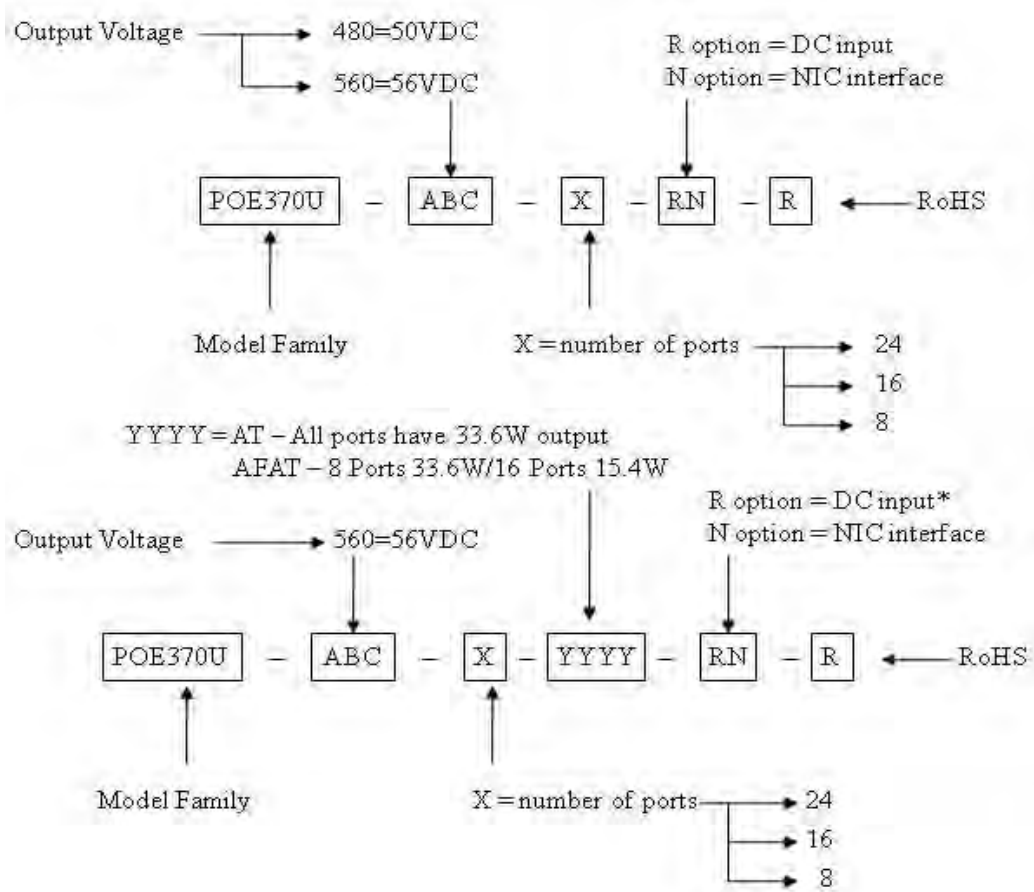 Output Voltage 480=50VDC
560=56VDC
R option = DC input
N option = NIC interface
POE370U – ABC – X – RN – R RoHS
Model Family
X = number of ports 24
16
8
YYYY = AT – All ports have 33.6W output
AFAT – 8 Ports 33.6W/16 Ports 15.4W
R option = DC input*
N option = NIC interface
Output Voltage 560=56VDC
POE370U – ABC – X – YYYY – RN – R RoHS
Model Family
X = number of ports 24
16
8